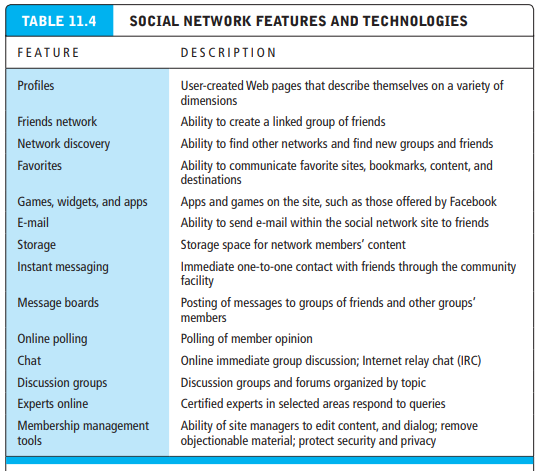 TABLE 11.4 SOCIAL NETWORK FEATURES AND TECHNOLOGIES
FEATURE DESCRIPTION
Profiles User-created Web pages that describe themselves on a variety of
dimensions
Friends network Ability to create a linked group of friends
Network discovery Ability to find other networks and find new groups and friends
Favorites Ability to communicate favorite sites, bookmarks, content, and
destinations
Games, widgets, and apps Apps and games on the site, such as those offered by Facebook
E-mail Ability to send e-mail within the social network site to friends
Storage Storage space for network members' content
Instant messaging Immediate one-to-one contact with friends through the community
facility
Message boards Posting of messages to groups of friends and other groups'
members
Online polling Polling of member opinion
Chat Online immediate group discussion; Internet relay chat (IRC)
Discussion groups Discussion groups and forums organized by topic
Experts online Certified experts in selected areas respond to queries
Membership management Ability of site managers to edit content, and dialog; remove
tools objectionable material; protect security and privacy